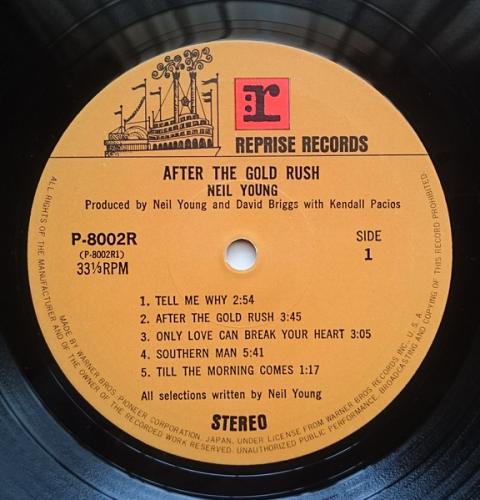 r:
REPRISE RECORDS
AFTER THE GOLD RUSH
NEIL YOUNG
Produced by Neil Young and David Briggs with Kendall Pacios
P-8002R
(P-8002R1)
33⅓RPM
SIDE
1
1. TELL ME WHY 2:54
2. AFTER THE GOLD RUSH 3:45
3. ONLY LOVE CAN BREAK YOUR HEART 3:05
4. SOUTHERN MAN 5:41
5. TILL THE MORNING COMES 1:17
All selections written by Neil Young
STEREO
MADE BY WARNER BROS. PIONEER CORPORATION, JAPAN, UNDER LICENSE FROM WARNER BROS. RECORDS INC., U.S.A.
ALL RIGHTS OF THE MANUFACTURER AND OF THE OWNER OF THE RECORDED WORK RESERVED. UNAUTHORIZED PUBLIC PERFORMANCE, BROADCASTING AND COPYING OF THIS RECORD PROHIBITED.